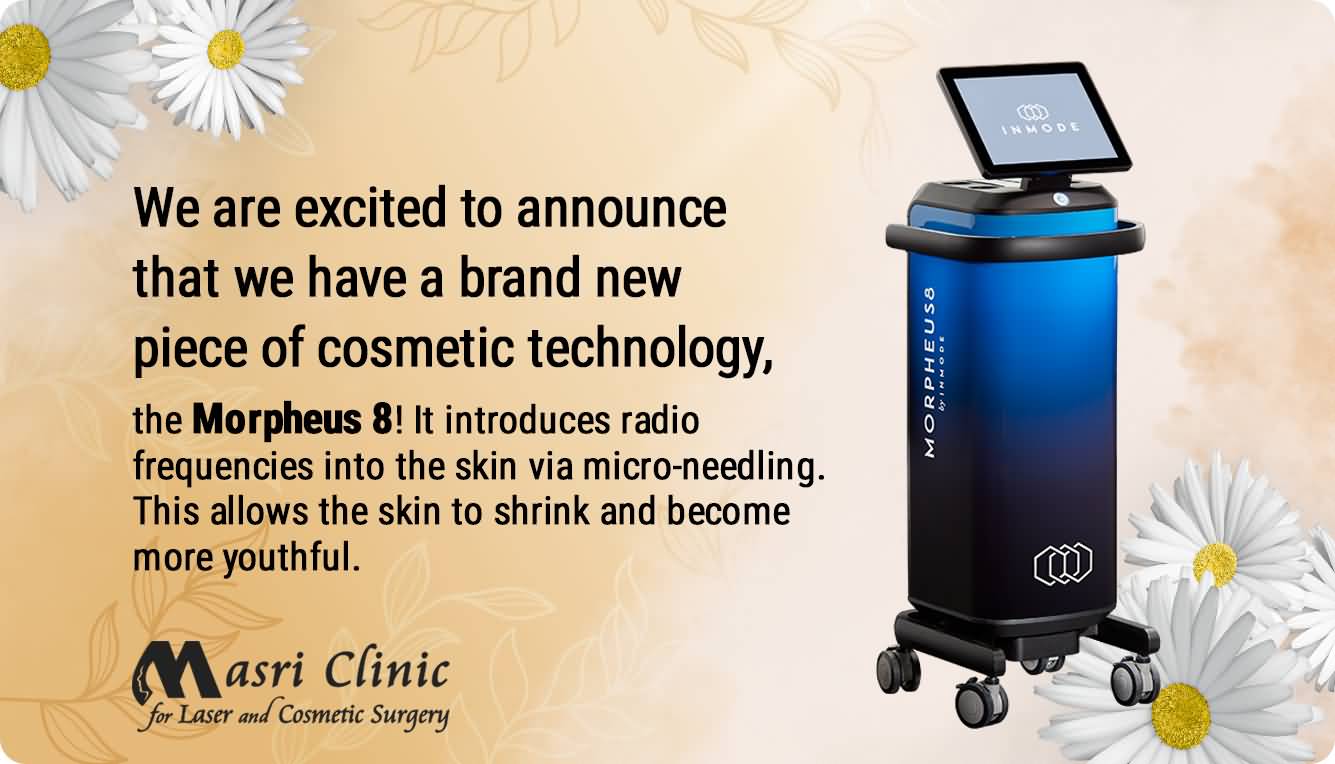 We are excited to announce
that we have a brand new
piece of cosmetic technology,
the Morpheus 8! It introduces radio
frequencies into the skin via micro-needling.
This allows the skin to shrink and become
more youthful.
Masri Clinic
for Laser and Cosmetic Surgery
INMODE
MORPHEUS8
by INMODE